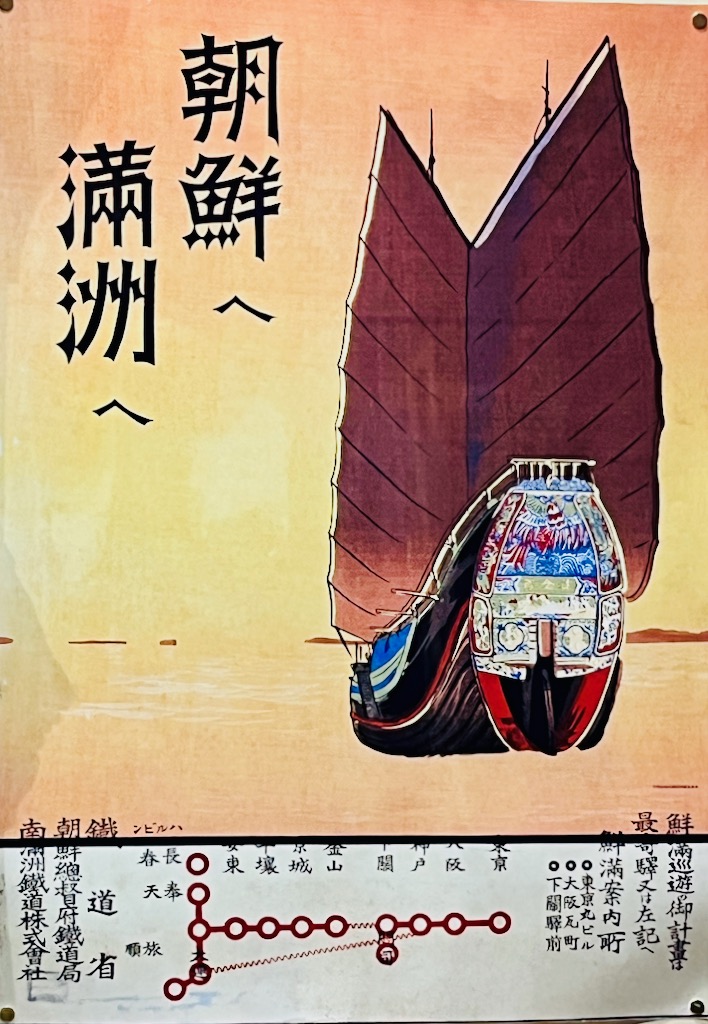 朝鮮へ
滿洲へ
鮮滿巡遊の御計畫は
最寄驛又は左記へ
鮮滿案内所
東京丸ビル
大阪瓦町
下關驛前
東京
大阪
神戸
下關
門司
釜山
京城
平壤
安東
奉天
長春
ハルビン
大連
旅順
鐵道省
朝鮮總督府鐵道局
南滿洲鐵道株式會社